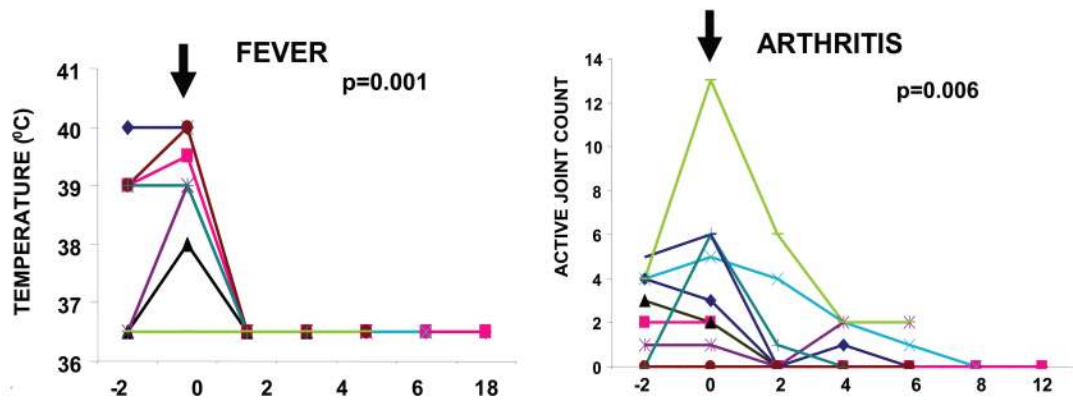 FEVER
p=0.001
TEMPERATURE (⁰C)
41
40
39
38
37
36
-2 0 2 4 6 18
ARTHRITIS
p=0.006
ACTIVE JOINT COUNT
14
12
10
8
6
4
2
0
-2 0 2 4 6 8 12